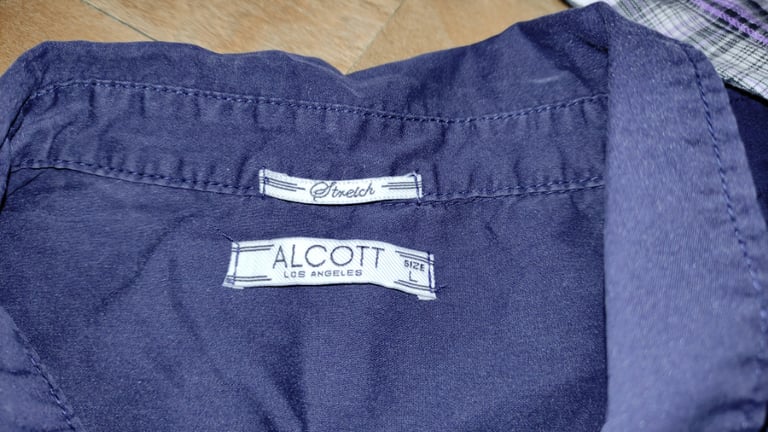 Stretch
ALCOTT
LOS ANGELES
SIZE
L